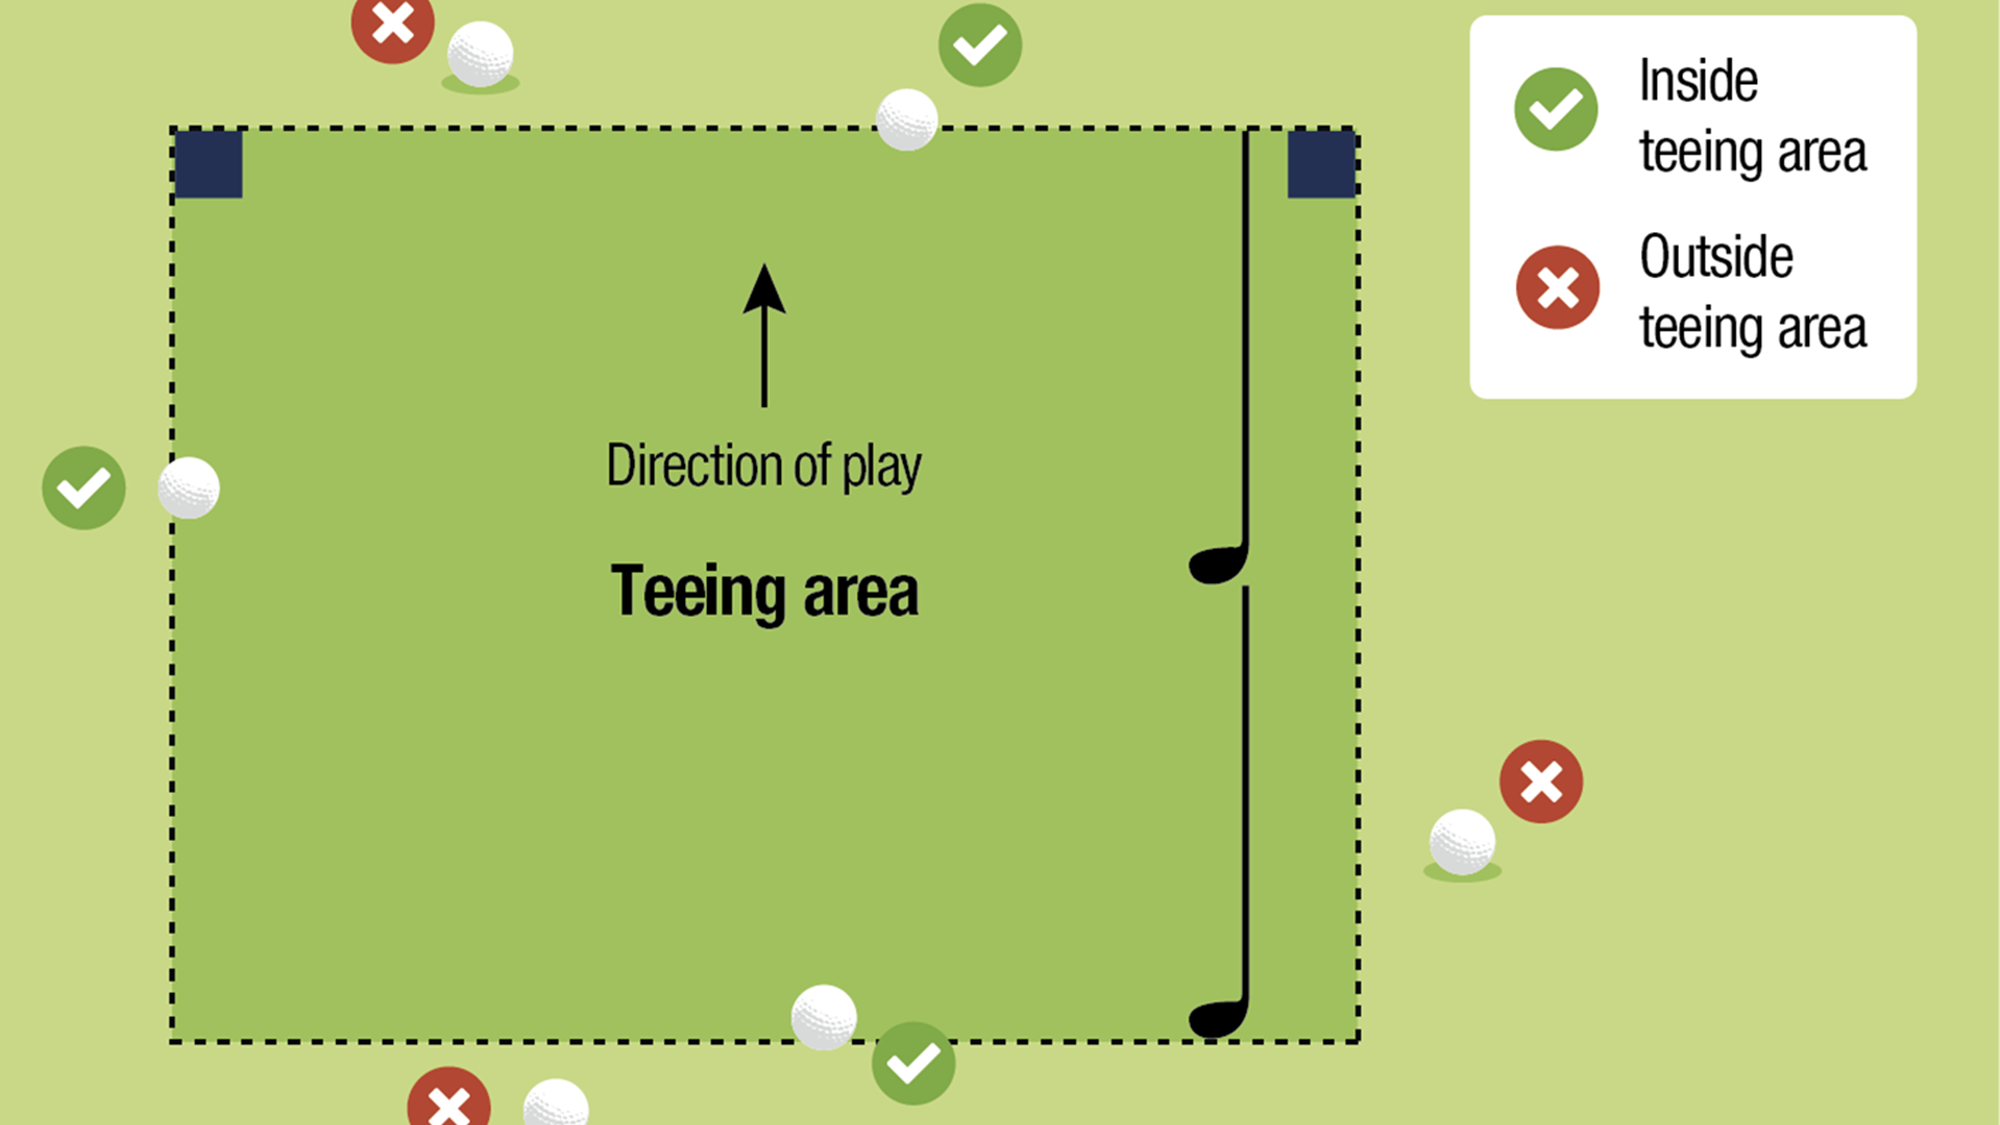 Inside
teeing area
Outside
teeing area
Direction of play
Teeing area